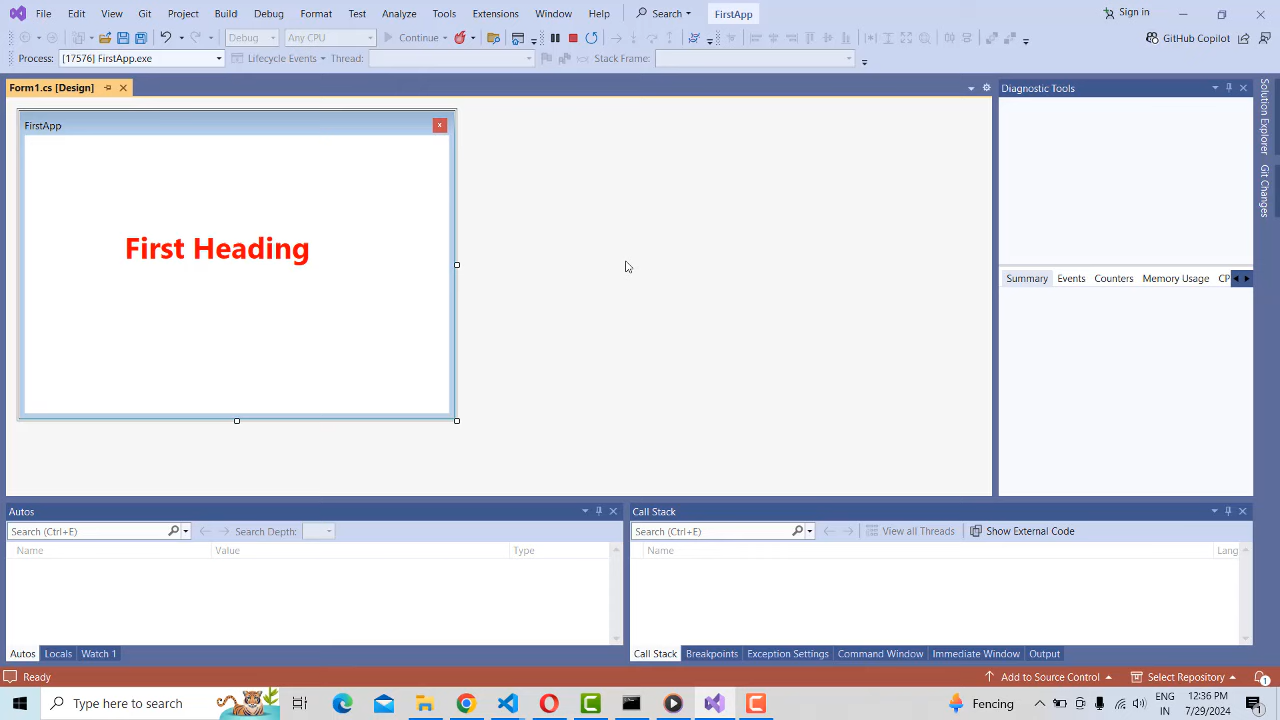 File Edit View Git Project Build Debug Format Test Analyze Tools Extensions Window Help Search FirstApp Sign in
Debug Any CPU Continue GitHub Copilot
Process: [17576] FirstApp.exe Lifecycle Events Thread: Stack Frame:
Form1.cs [Design]
Diagnostic Tools
Solution Explorer
Git Changes
FirstApp
First Heading
Summary Events Counters Memory Usage CP
Autos
Search (Ctrl+E) Search Depth:
Name Value Type
Autos Locals Watch 1
Call Stack
Search (Ctrl+E) View all Threads Show External Code
Name Lang
Call Stack Breakpoints Exception Settings Command Window Immediate Window Output
Ready Add to Source Control Select Repository 1
Type here to search Fencing ENG 12:36 PM
IN 7/29/2024 1